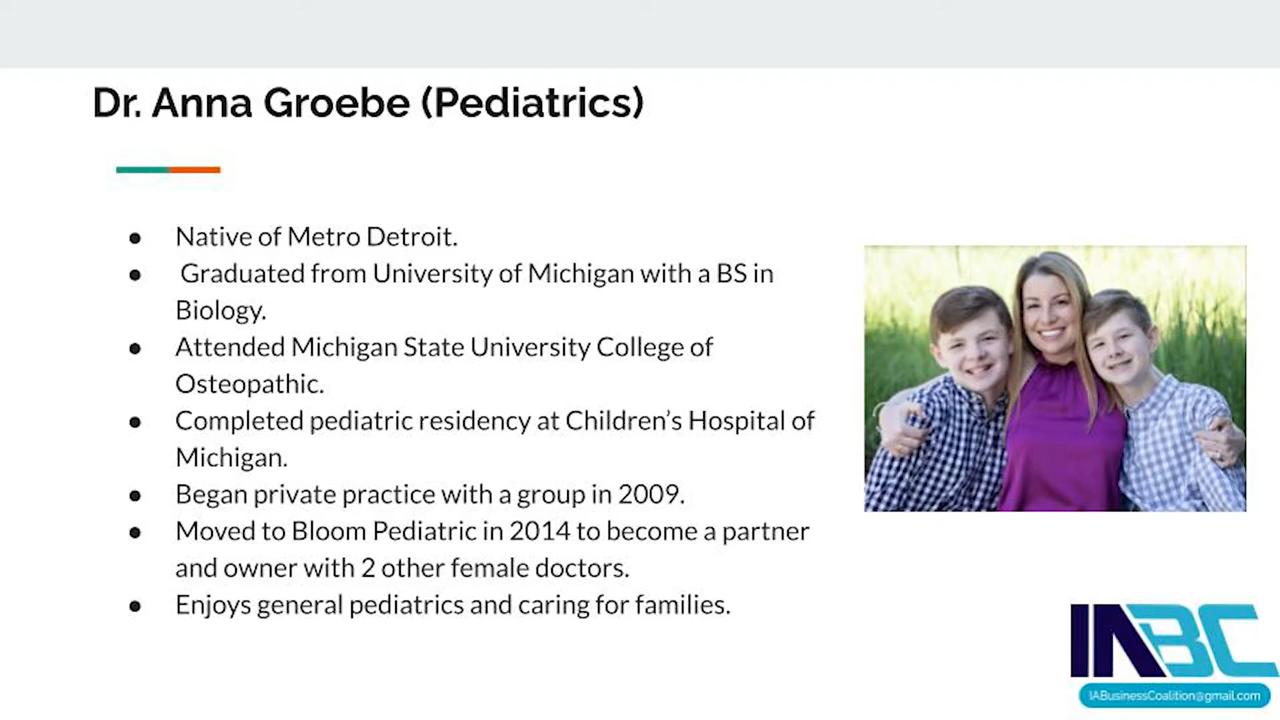 Dr. Anna Groebe (Pediatrics)
● Native of Metro Detroit.
● Graduated from University of Michigan with a BS in
Biology.
● Attended Michigan State University College of
Osteopathic.
● Completed pediatric residency at Children’s Hospital of
Michigan.
● Began private practice with a group in 2009.
● Moved to Bloom Pediatric in 2014 to become a partner
and owner with 2 other female doctors.
● Enjoys general pediatrics and caring for families.
IABC
IABusinessCoalition@gmail.com